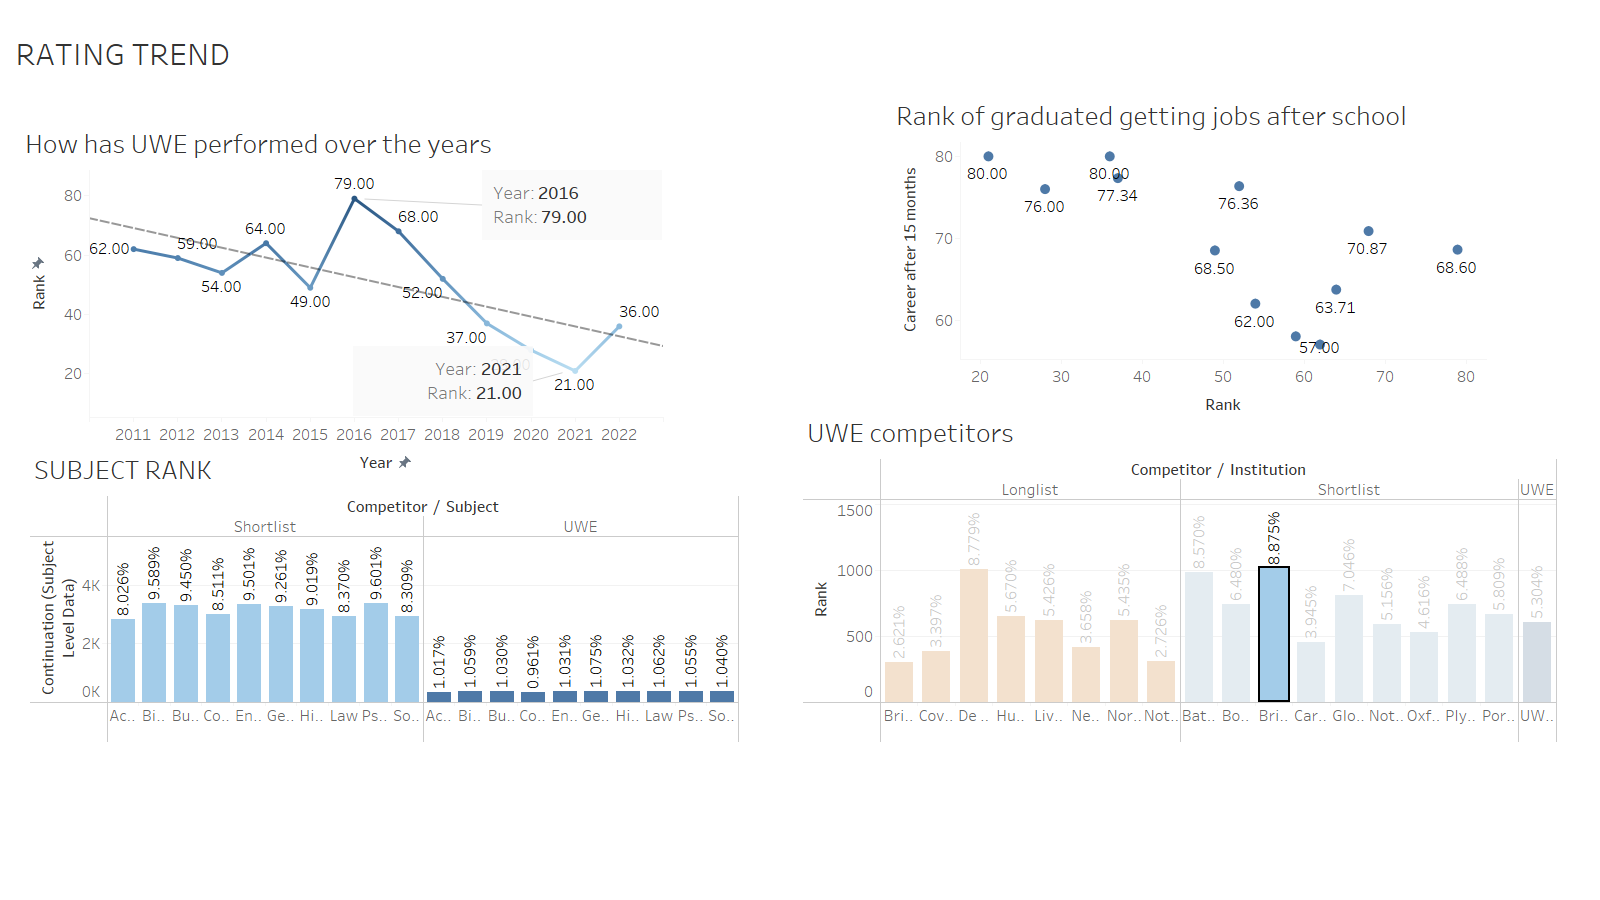 RATING TREND
How has UWE performed over the years
80
60
40
20
Rank
62.00
59.00
54.00
64.00
49.00
79.00
68.00
52.00
37.00
21.00
36.00
Year: 2016
Rank: 79.00
Year: 2021
Rank: 21.00
2011 2012 2013 2014 2015 2016 2017 2018 2019 2020 2021 2022
Year
Rank of graduated getting jobs after school
Career after 15 months
80
70
60
80.00
76.00
80.00
77.34
76.36
68.50
62.00
57.00
63.71
70.87
68.60
20 30 40 50 60 70 80
Rank
SUBJECT RANK
Competitor / Subject
Shortlist UWE
Continuation (Subject
Level Data)
4K
2K
0K
8.026% 9.589% 9.450% 8.511% 9.501% 9.261% 9.019% 8.370% 9.601% 8.309%
1.017% 1.059% 1.030% 0.961% 1.031% 1.075% 1.032% 1.062% 1.055% 1.040%
Ac.. Bi.. Bu.. Co.. En.. Ge.. Hi.. Law Ps.. So.. Ac.. Bi.. Bu.. Co.. En.. Ge.. Hi.. Law Ps.. So..
UWE competitors
Competitor / Institution
Longlist Shortlist UWE
Rank
1500
1000
500
0
2.621% 3.397% 8.779% 5.670% 5.426% 3.658% 5.435% 2.726% 8.570% 6.480% 8.875% 3.945% 7.046% 5.156% 4.616% 6.488% 5.809% 5.304%
Bri.. Cov.. De .. Hu.. Liv.. Ne.. Nor.. Not.. Bat.. Bo.. Bri.. Car.. Glo.. Not.. Oxf.. Ply.. Por.. UW..